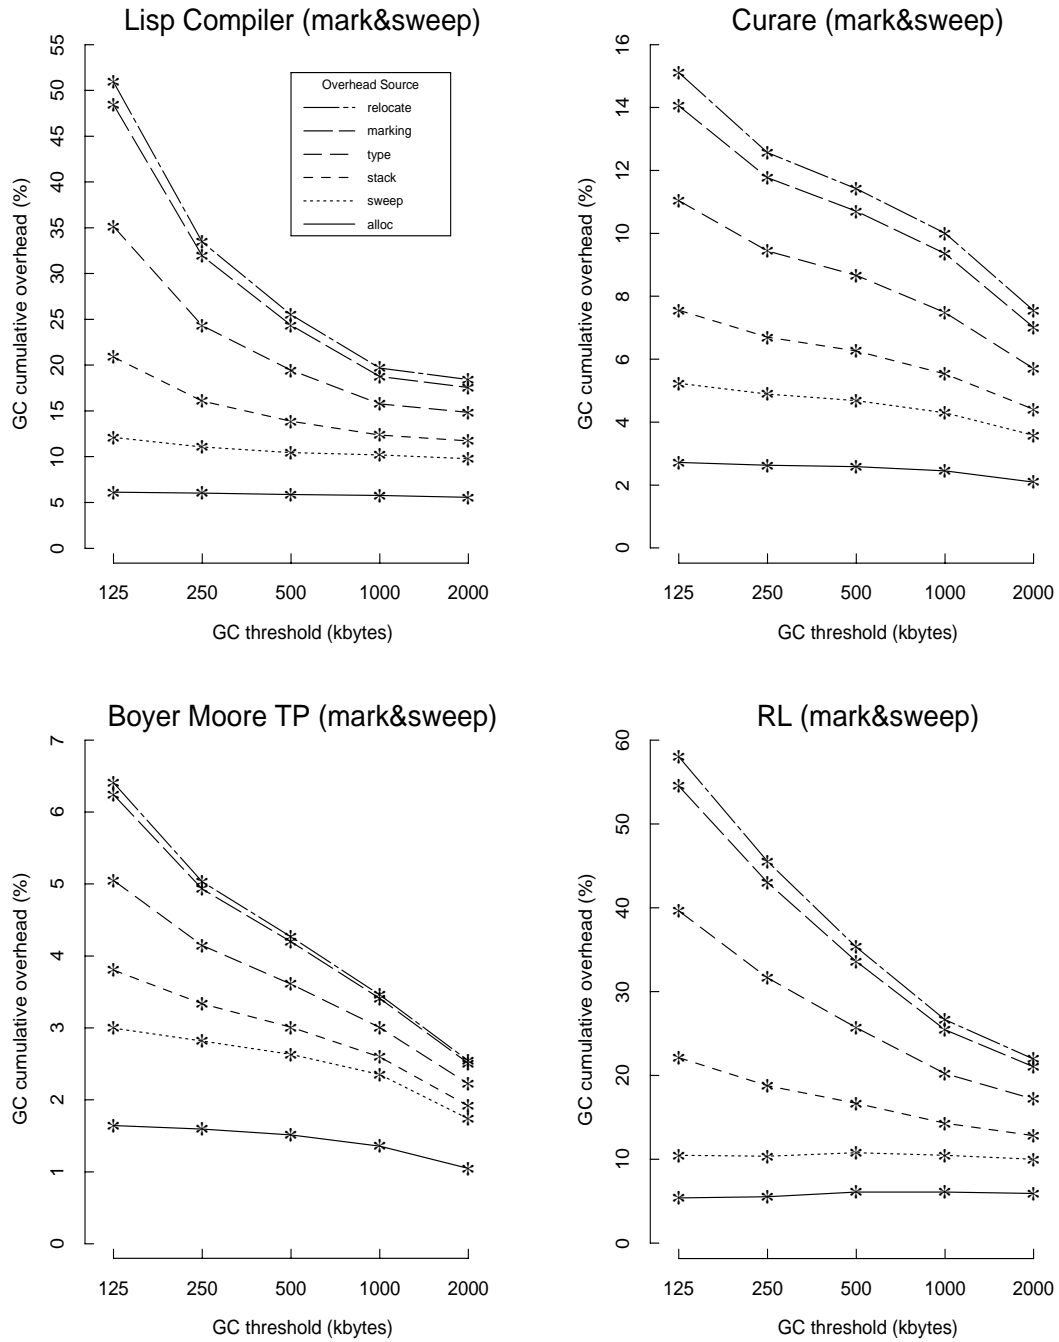 Lisp Compiler (mark&sweep)
GC cumulative overhead (%)
55
50
45
40
35
30
25
20
15
10
5
0
Overhead Source
relocate
marking
type
stack
sweep
alloc
125 250 500 1000 2000
GC threshold (kbytes)
Curare (mark&sweep)
GC cumulative overhead (%)
16
14
12
10
8
6
4
2
0
125 250 500 1000 2000
GC threshold (kbytes)
Boyer Moore TP (mark&sweep)
GC cumulative overhead (%)
7
6
5
4
3
2
1
0
125 250 500 1000 2000
GC threshold (kbytes)
RL (mark&sweep)
GC cumulative overhead (%)
60
50
40
30
20
10
0
125 250 500 1000 2000
GC threshold (kbytes)